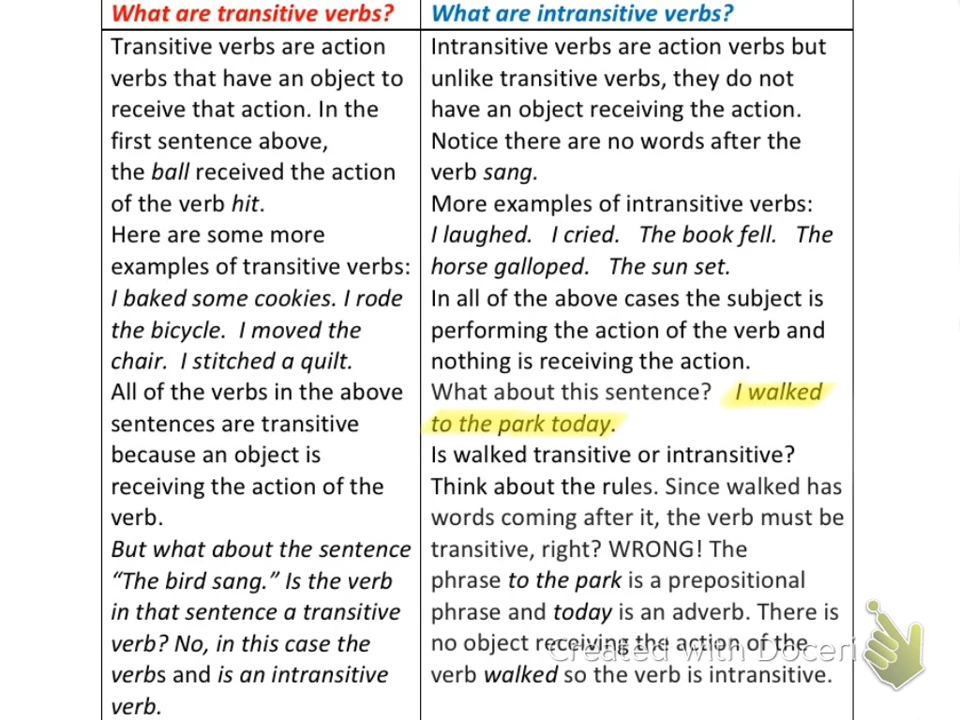 What are transitive verbs?
Transitive verbs are action
verbs that have an object to
receive that action. In the
first sentence above,
the ball received the action
of the verb hit.
Here are some more
examples of transitive verbs:
I baked some cookies. I rode
the bicycle. I moved the
chair. I stitched a quilt.
All of the verbs in the above
sentences are transitive
because an object is
receiving the action of the
verb.
But what about the sentence
“The bird sang.” Is the verb
in that sentence a transitive
verb? No, in this case the
verbs and is an intransitive
verb.
What are intransitive verbs?
Intransitive verbs are action verbs but
unlike transitive verbs, they do not
have an object receiving the action.
Notice there are no words after the
verb sang.
More examples of intransitive verbs:
I laughed. I cried. The book fell. The
horse galloped. The sun set.
In all of the above cases the subject is
performing the action of the verb and
nothing is receiving the action.
What about this sentence? I walked
to the park today.
Is walked transitive or intransitive?
Think about the rules. Since walked has
words coming after it, the verb must be
transitive, right? WRONG! The
phrase to the park is a prepositional
phrase and today is an adverb. There is
no object receiving the action of the
verb walked so the verb is intransitive.
Created with Doceri